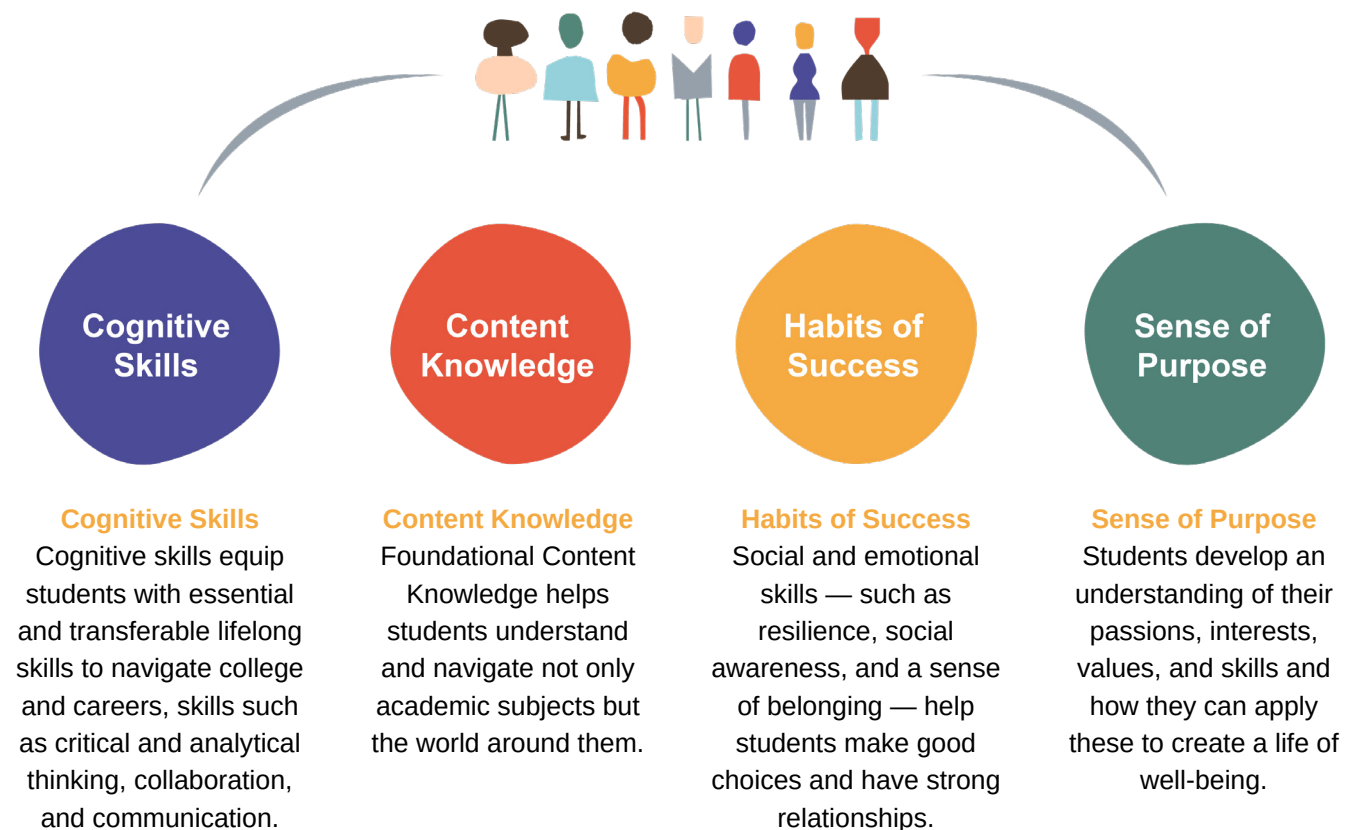 Cognitive
Skills
Content
Knowledge
Habits of
Success
Sense of
Purpose
Cognitive Skills
Cognitive skills equip
students with essential
and transferable lifelong
skills to navigate college
and careers, skills such
as critical and analytical
thinking, collaboration,
and communication.
Content Knowledge
Foundational Content
Knowledge helps
students understand
and navigate not only
academic subjects but
the world around them.
Habits of Success
Social and emotional
skills — such as
resilience, social
awareness, and a sense
of belonging — help
students make good
choices and have strong
relationships.
Sense of Purpose
Students develop an
understanding of their
passions, interests,
values, and skills and
how they can apply
these to create a life of
well-being.